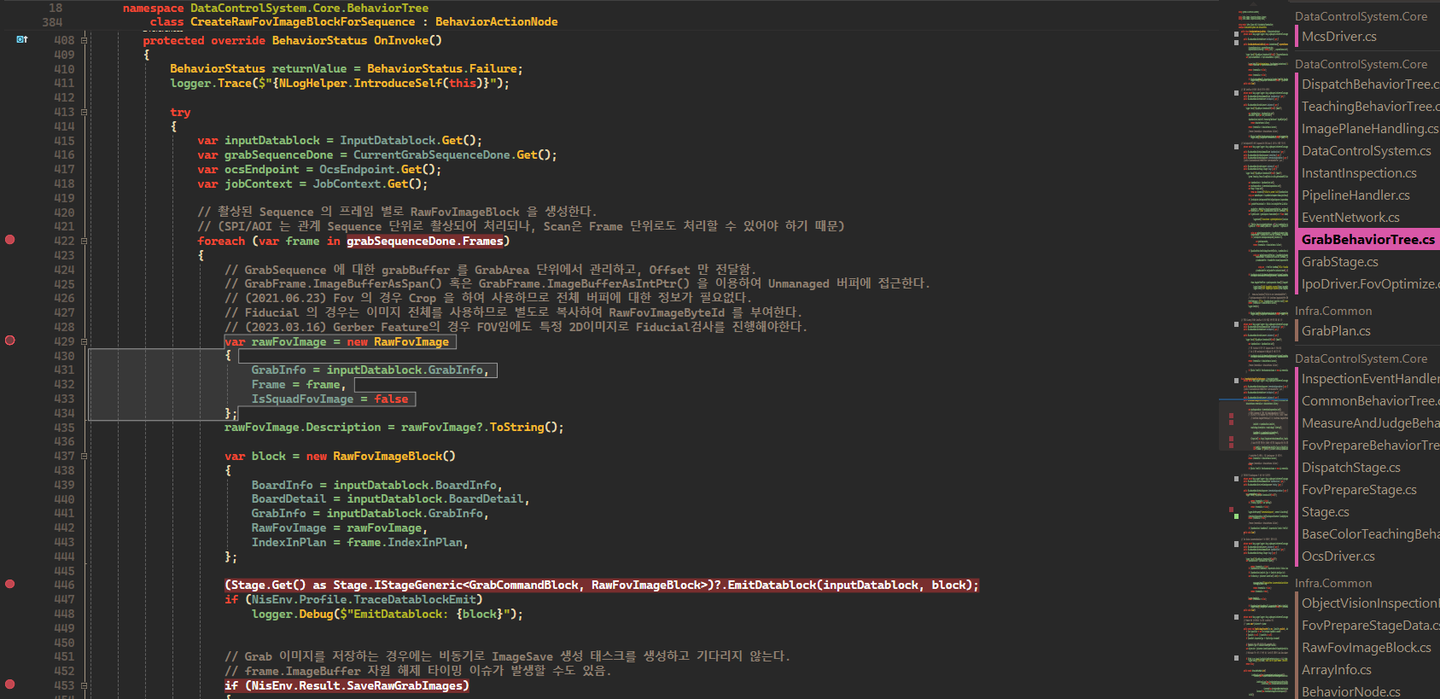 18 namespace DataControlSystem.Core.BehaviorTree
384 class CreateRawFovImageBlockForSequence : BehaviorActionNode
408 protected override BehaviorStatus OnInvoke()
409 {
410 BehaviorStatus returnValue = BehaviorStatus.Failure;
411 logger.Trace($"{NLogHelper.IntroduceSelf(this)}");
412
413 try
414 {
415 var inputDatablock = InputDatablock.Get();
416 var grabSequenceDone = CurrentGrabSequenceDone.Get();
417 var ocsEndpoint = OcsEndpoint.Get();
418 var jobContext = JobContext.Get();
419
420 // 촬상된 Sequence 의 프레임 별로 RawFovImageBlock 을 생성한다.
421 // (SPI/AOI 는 관계 Sequence 단위로 촬상되어 처리되나, Scan은 Frame 단위로도 처리할 수 있어야 하기 때문)
422 foreach (var frame in grabSequenceDone.Frames)
423 {
424 // GrabSequence 에 대한 grabBuffer 를 GrabArea 단위에서 관리하고, Offset 만 전달함.
425 // GrabFrame.ImageBufferAsSpan() 혹은 GrabFrame.ImageBufferAsIntPtr() 을 이용하여 Unmanaged 버퍼에 접근한다.
426 // (2021.06.23) Fov 의 경우 Crop 을 하여 사용하므로 전체 버퍼에 대한 정보가 필요없다.
427 // Fiducial 의 경우는 이미지 전체를 사용하므로 별도로 복사하여 RawFovImageByteId 를 부여한다.
428 // (2023.03.16) Gerber Feature의 경우 FOV임에도 특정 2D이미지로 Fiducial검사를 진행해야한다.
429 var rawFovImage = new RawFovImage
430 {
431 GrabInfo = inputDatablock.GrabInfo,
432 Frame = frame,
433 IsSquadFovImage = false
434 };
435 rawFovImage.Description = rawFovImage?.ToString();
436
437 var block = new RawFovImageBlock()
438 {
439 BoardInfo = inputDatablock.BoardInfo,
440 BoardDetail = inputDatablock.BoardDetail,
441 GrabInfo = inputDatablock.GrabInfo,
442 RawFovImage = rawFovImage,
443 IndexInPlan = frame.IndexInPlan,
444 };
445
446 (Stage.Get() as Stage.IStageGeneric<GrabCommandBlock, RawFovImageBlock>)?.EmitDatablock(inputDatablock, block);
447 if (NisEnv.Profile.TraceDatablockEmit)
448 logger.Debug($"EmitDatablock: {block}");
449
450
451 // Grab 이미지를 저장하는 경우에는 비동기로 ImageSave 생성 태스크를 생성하고 기다리지 않는다.
452 // frame.ImageBuffer 자원 해제 타이밍 이슈가 발생할 수도 있음.
453 if (NisEnv.Result.SaveRawGrabImages)
DataControlSystem.Core
McsDriver.cs
DataControlSystem.Core
DispatchBehaviorTree.c
TeachingBehaviorTree.c
ImagePlaneHandling.cs
DataControlSystem.cs
InstantInspection.cs
PipelineHandler.cs
EventNetwork.cs
GrabBehaviorTree.cs
GrabStage.cs
IpoDriver.FovOptimize.c
Infra.Common
GrabPlan.cs
DataControlSystem.Core
InspectionEventHandler
CommonBehaviorTree.c
MeasureAndJudgeBeha
FovPrepareBehaviorTre
DispatchStage.cs
FovPrepareStage.cs
Stage.cs
BaseColorTeachingBeha
OcsDriver.cs
Infra.Common
ObjectVisionInspection
FovPrepareStageData.cs
RawFovImageBlock.cs
ArrayInfo.cs
BehaviorNode.cs